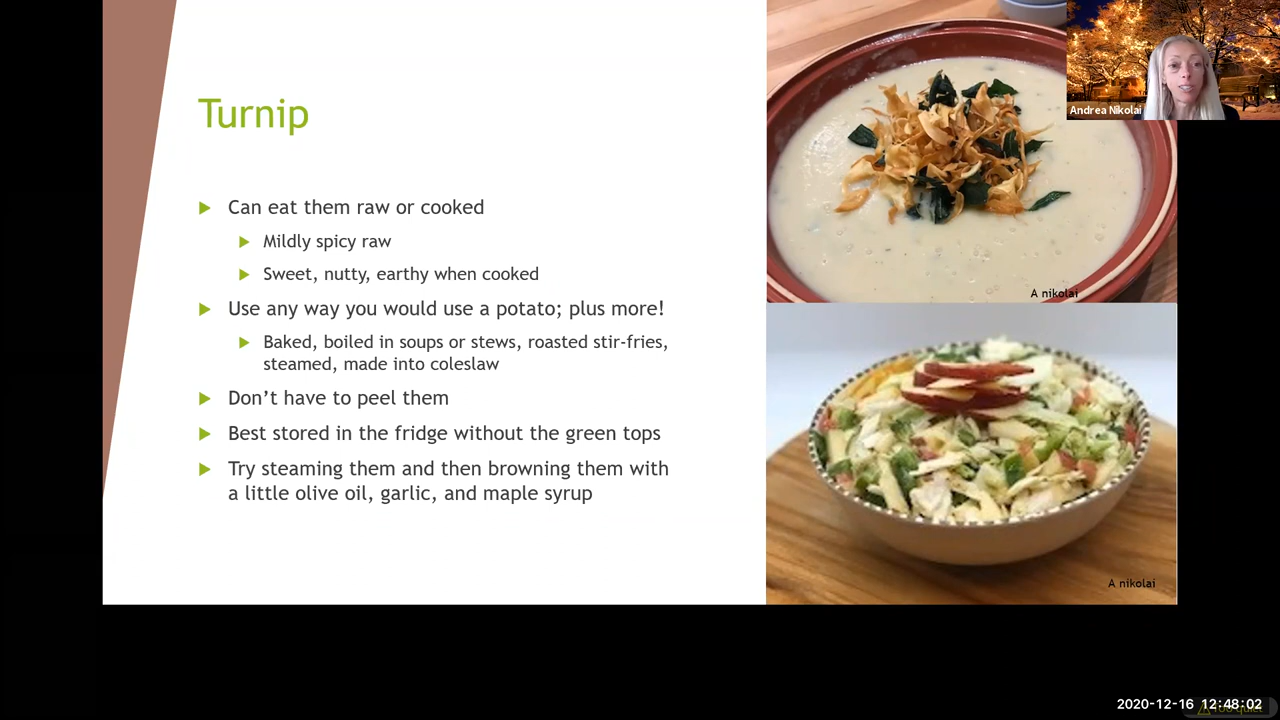 Turnip
Can eat them raw or cooked
Mildly spicy raw
Sweet, nutty, earthy when cooked
Use any way you would use a potato; plus more!
Baked, boiled in soups or stews, roasted stir-fries,
steamed, made into coleslaw
Don’t have to peel them
Best stored in the fridge without the green tops
Try steaming them and then browning them with
a little olive oil, garlic, and maple syrup
Andrea Nikolai
A nikolai
A nikolai
2020-12-16 12:48:02